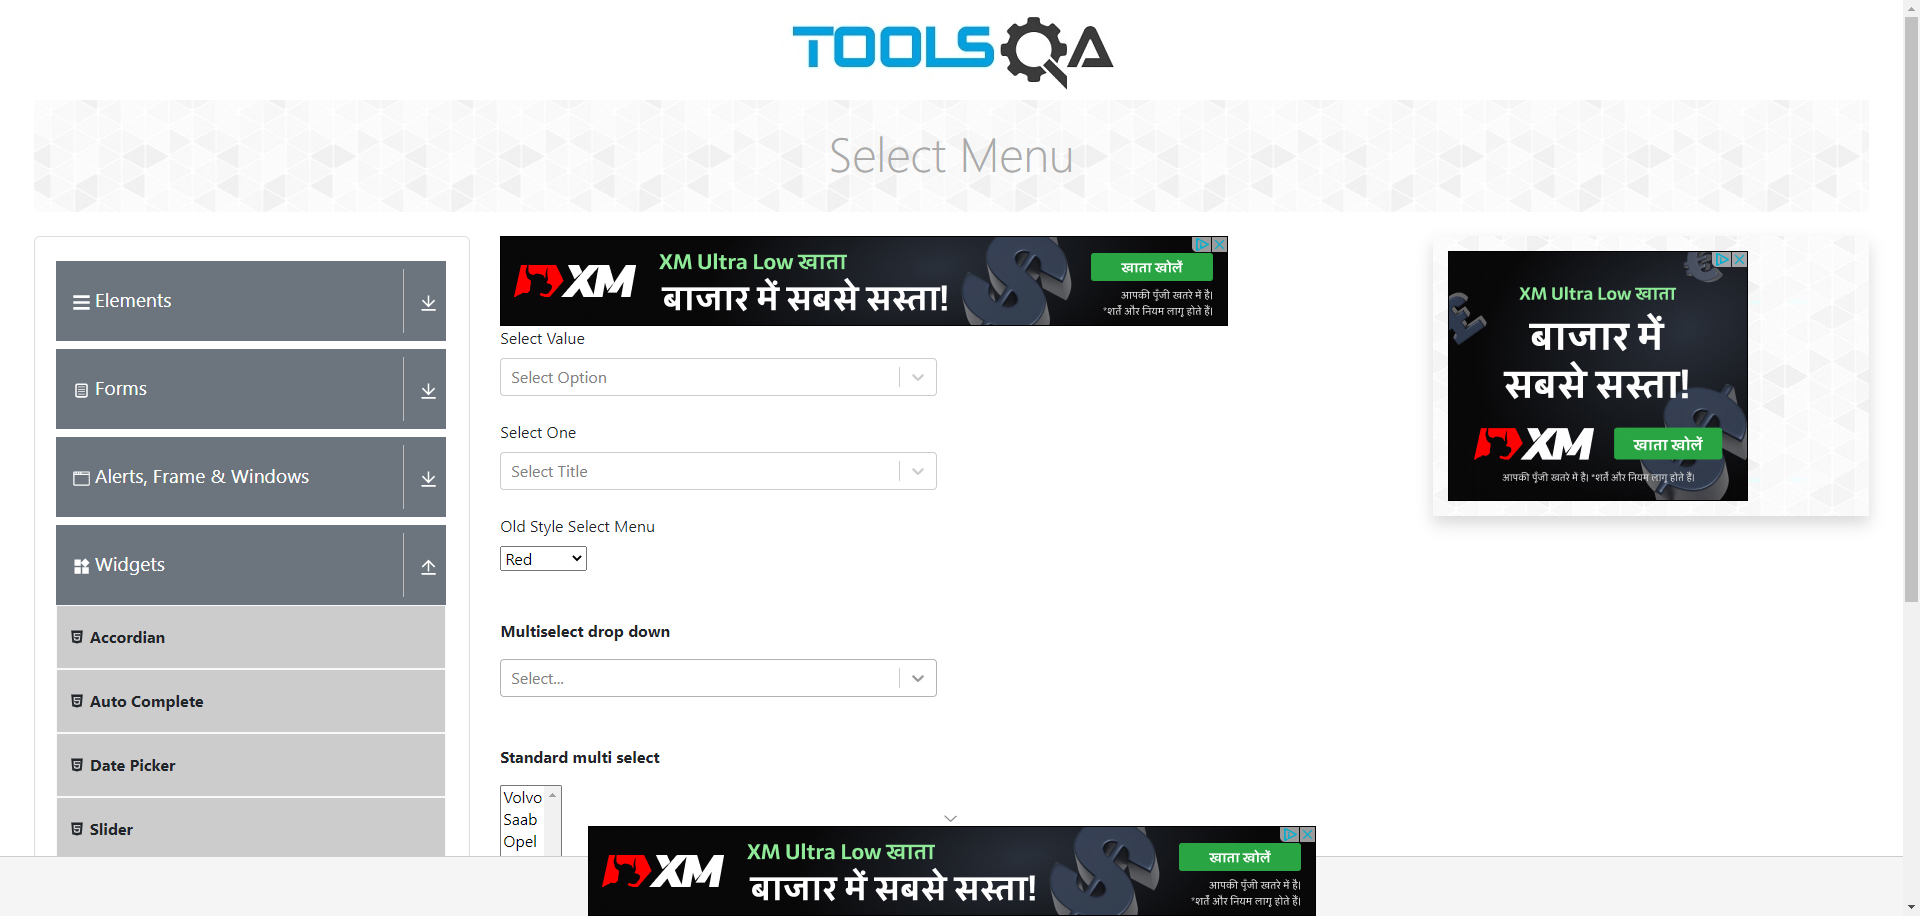 TOOLSQA
Select Menu
Elements
Forms
Alerts, Frame & Windows
Widgets
Accordian
Auto Complete
Date Picker
Slider
XM
XM Ultra Low खाता
बाजार में सबसे सस्ता!
खाता खोलें
आपकी पूँजी खतरे में है।
*शर्तें और नियम लागू होते हैं।
Select Value
Select Option
Select One
Select Title
Old Style Select Menu
Red
Multiselect drop down
Select...
Standard multi select
Volvo
Saab
Opel
XM Ultra Low खाता
बाजार में
सबसे सस्ता!
XM
खाता खोलें
आपकी पूँजी खतरे में है। *शर्तें और नियम लागू होते हैं।
XM
XM Ultra Low खाता
बाजार में सबसे सस्ता!
खाता खोलें
आपकी पूँजी खतरे में है।
*शर्तें और नियम लागू होते हैं।